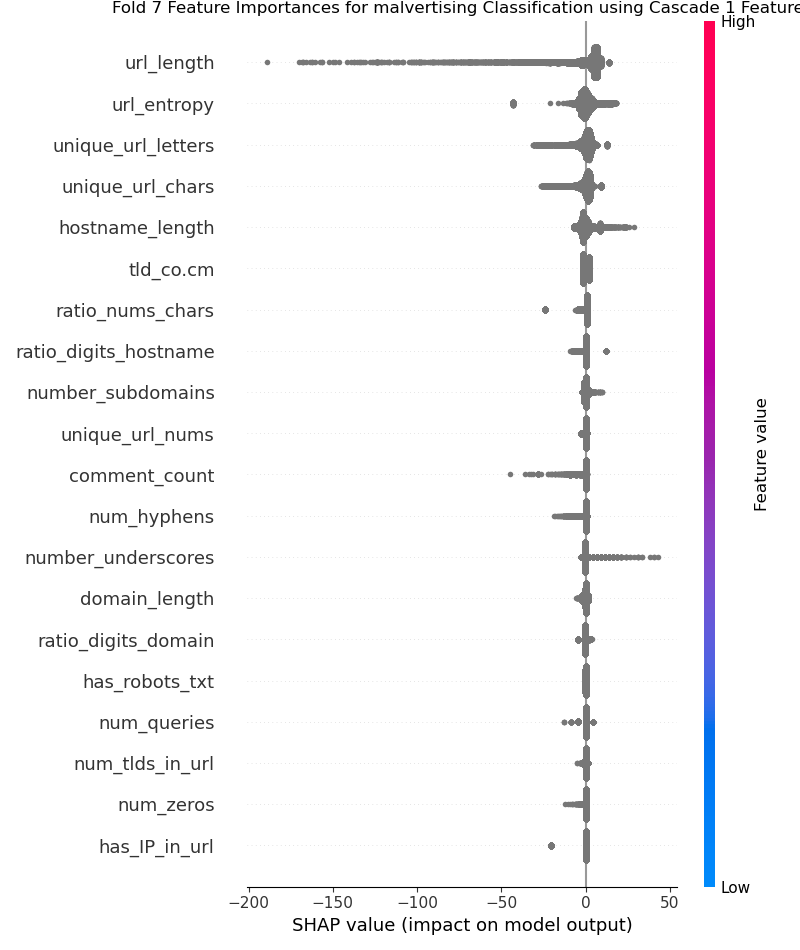 Fold 7 Feature Importances for malvertising Classification using Cascade 1 Feature
High
url_length
url_entropy
unique_url_letters
unique_url_chars
hostname_length
tld_co.cm
ratio_nums_chars
ratio_digits_hostname
number_subdomains
unique_url_nums
comment_count
num_hyphens
number_underscores
domain_length
ratio_digits_domain
has_robots_txt
num_queries
num_tlds_in_url
num_zeros
has_IP_in_url
Feature value
Low
−200 −150 −100 −50 0 50
SHAP value (impact on model output)